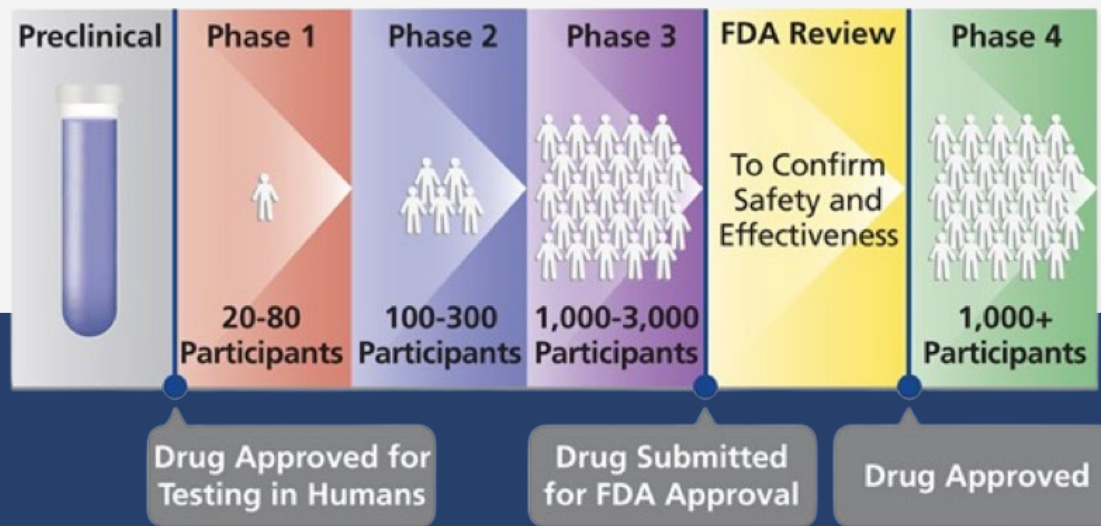 Preclinical
Phase 1
Phase 2
Phase 3
FDA Review
Phase 4
To Confirm
Safety and
Effectiveness
20-80
Participants
100-300
Participants
1,000-3,000
Participants
1,000+
Participants
Drug Approved for
Testing in Humans
Drug Submitted
for FDA Approval
Drug Approved